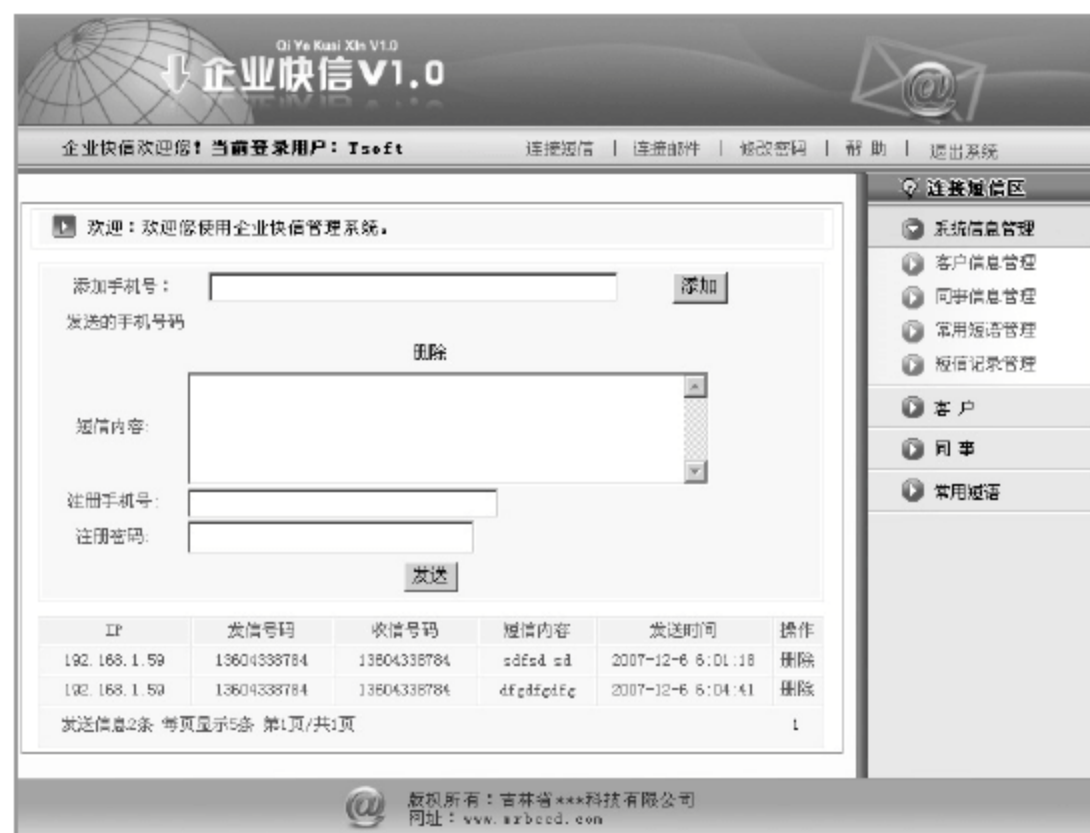 Qi Ye Kuai Xin V1.0
企业快信V1.0
企业快信欢迎您! 当前登录用户:Tsoft
连接短信 | 连接邮件 | 修改密码 | 帮 助 | 退出系统
连接短信区
欢迎:欢迎您使用企业快信管理系统。
添加手机号:
添加
发送的手机号码
删除
短信内容:
注册手机号:
注册密码:
发送
IP 发信号码 收信号码 短信内容 发送时间 操作
192.168.1.59 13604338784 13604338784 sdfsd sd 2007-12-6 6:01:18 删除
192.168.1.59 13604338784 13604338784 dfgdfgdfg 2007-12-6 6:04:41 删除
发送信息2条 每页显示5条 第1页/共1页 1
系统信息管理
客户信息管理
同事信息管理
常用短语管理
短信记录管理
客 户
同 事
常用短语
版权所有:吉林省***科技有限公司
网址:www.mrbccd.com